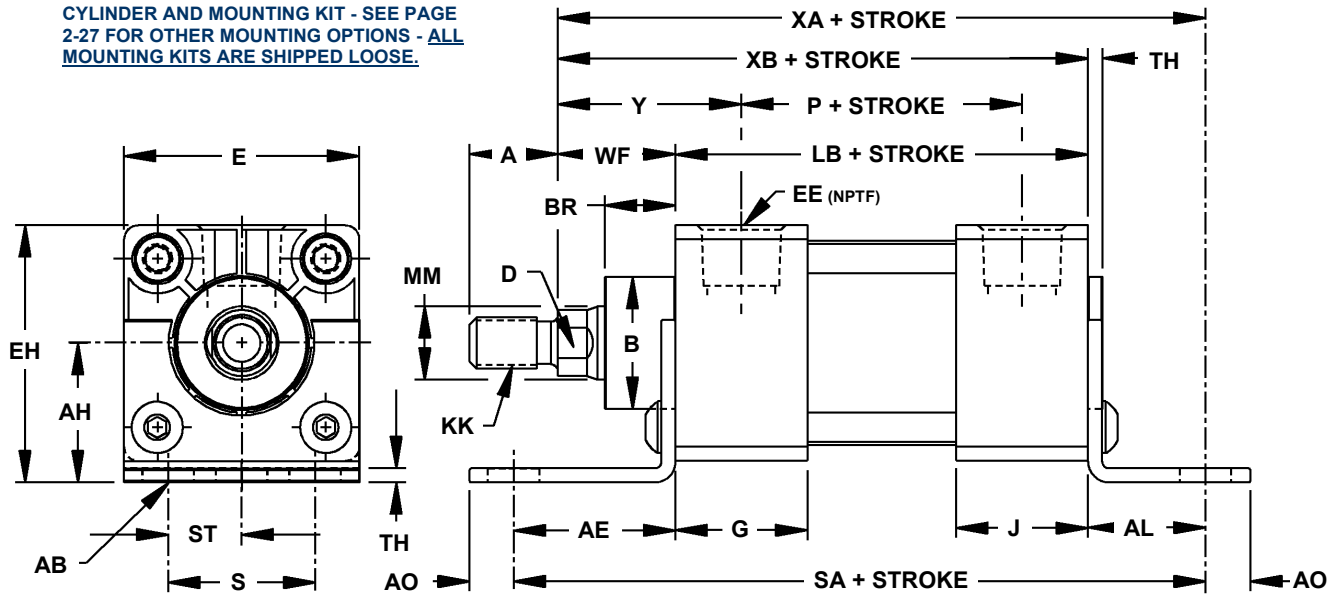 CYLINDER AND MOUNTING KIT - SEE PAGE
2-27 FOR OTHER MOUNTING OPTIONS - ALL
MOUNTING KITS ARE SHIPPED LOOSE.
XA + STROKE
XB + STROKE
TH
Y
P + STROKE
E
A
WF
LB + STROKE
BR
EE (NPTF)
MM
D
B
EH
AH
KK
ST
TH
AE
G
J
AL
AB
S
AO
SA + STROKE
AO